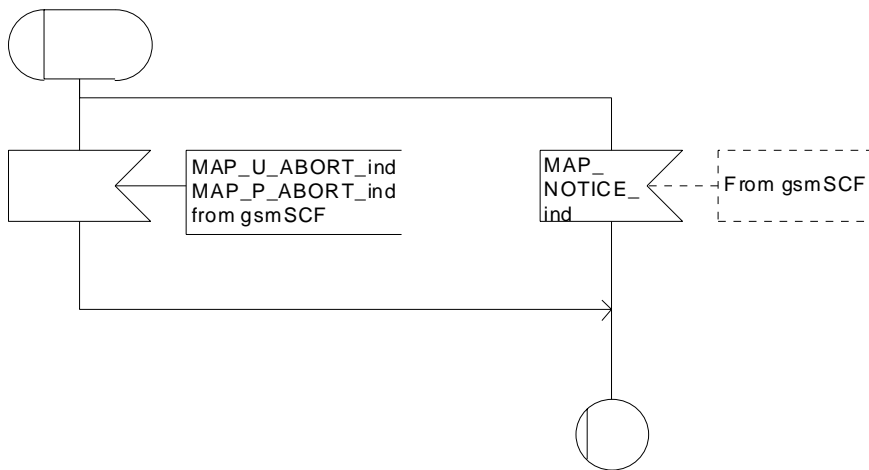 MAP_U_ABORT_ind
MAP_P_ABORT_ind
from gsmSCF
MAP_
NOTICE_
ind
From gsmSCF